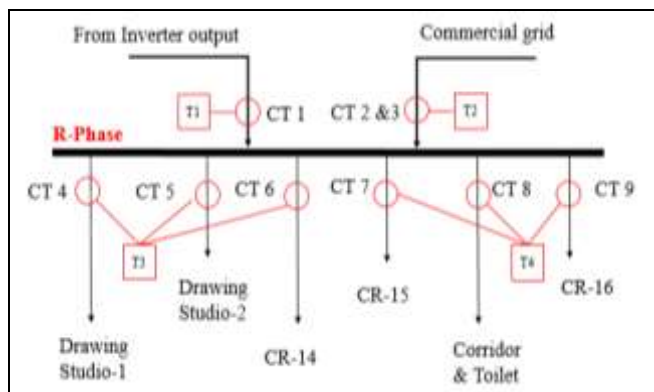 From Inverter output
Commercial grid
T1
CT 1
CT 2 &3
T2
R-Phase
CT 4
CT 5
CT 6
CT 7
CT 8
CT 9
T3
T4
Drawing
Studio-2
CR-15
CR-16
Drawing
Studio-1
CR-14
Corridor
& Toilet